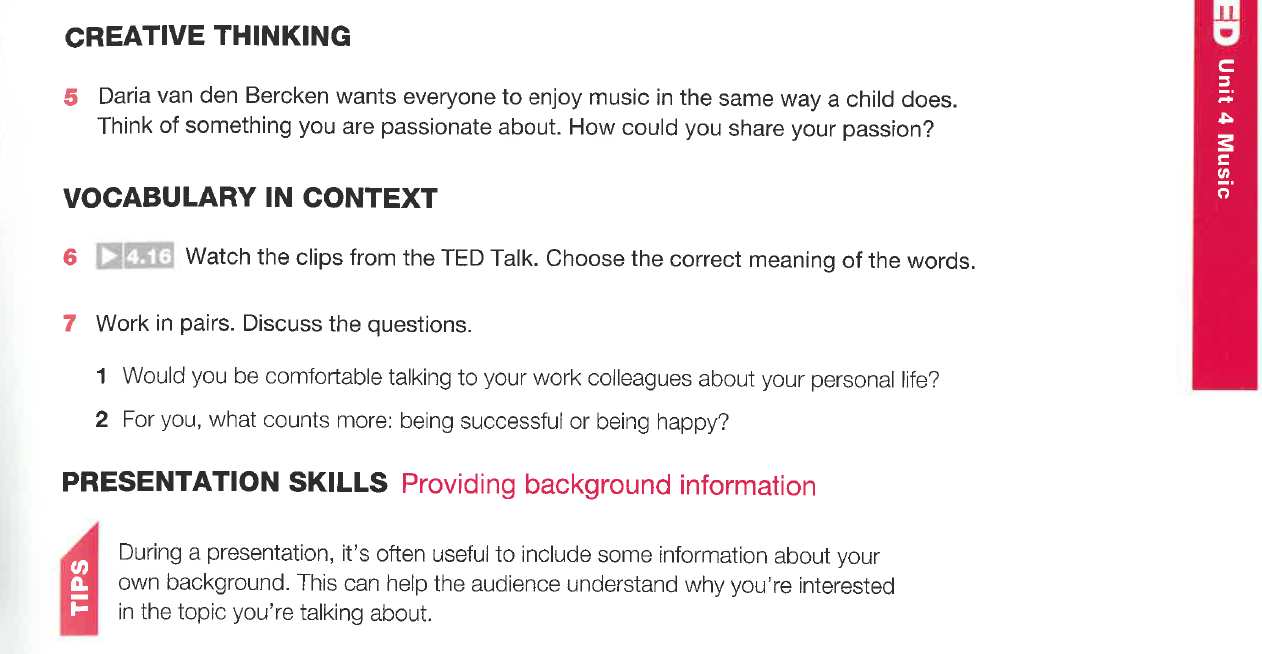 CREATIVE THINKING
5 Daria van den Bercken wants everyone to enjoy music in the same way a child does.
Think of something you are passionate about. How could you share your passion?
VOCABULARY IN CONTEXT
6 4.16 Watch the clips from the TED Talk. Choose the correct meaning of the words.
7 Work in pairs. Discuss the questions.
1 Would you be comfortable talking to your work colleagues about your personal life?
2 For you, what counts more: being successful or being happy?
PRESENTATION SKILLS Providing background information
TIPS
During a presentation, it's often useful to include some information about your
own background. This can help the audience understand why you're interested
in the topic you're talking about.
Unit 4 Music